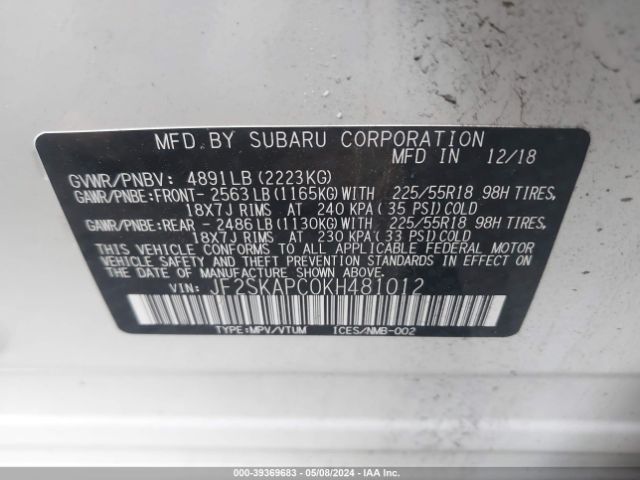 MFD. BY SUBARU CORPORATION
MFD IN 12/18
GVWR/PNBV: 4891LB (2223KG)
GAWR/PNBE:FRONT- 2563 LB (1165KG) WITH 225/55R18 98H TIRES,
18X7J RIMS AT 240 KPA (35 PSI) COLD
GAWR/PNBE:REAR - 2486 LB (1130KG) WITH 225/55R18 98H TIRES,
18X7J RIMS AT 230 KPA (33 PSI) COLD
THIS VEHICLE CONFORMS TO ALL APPLICABLE FEDERAL MOTOR
VEHICLE SAFETY AND THEFT PREVENTION STANDARDS IN EFFECT
ON THE DATE OF MANUFACTURE SHOWN ABOVE.
VIN: JF2SKAPC0KH481012
TYPE:MPV/VTUM ICES/NMB-002
000-39369683 - 05/08/2024 - IAA Inc.